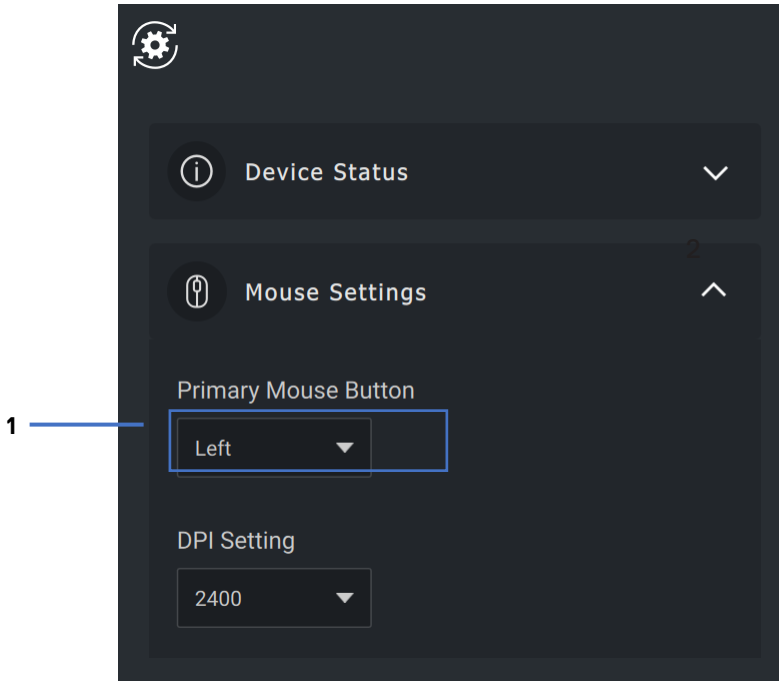 Device Status
2
Mouse Settings
Primary Mouse Button
1
Left
DPI Setting
2400